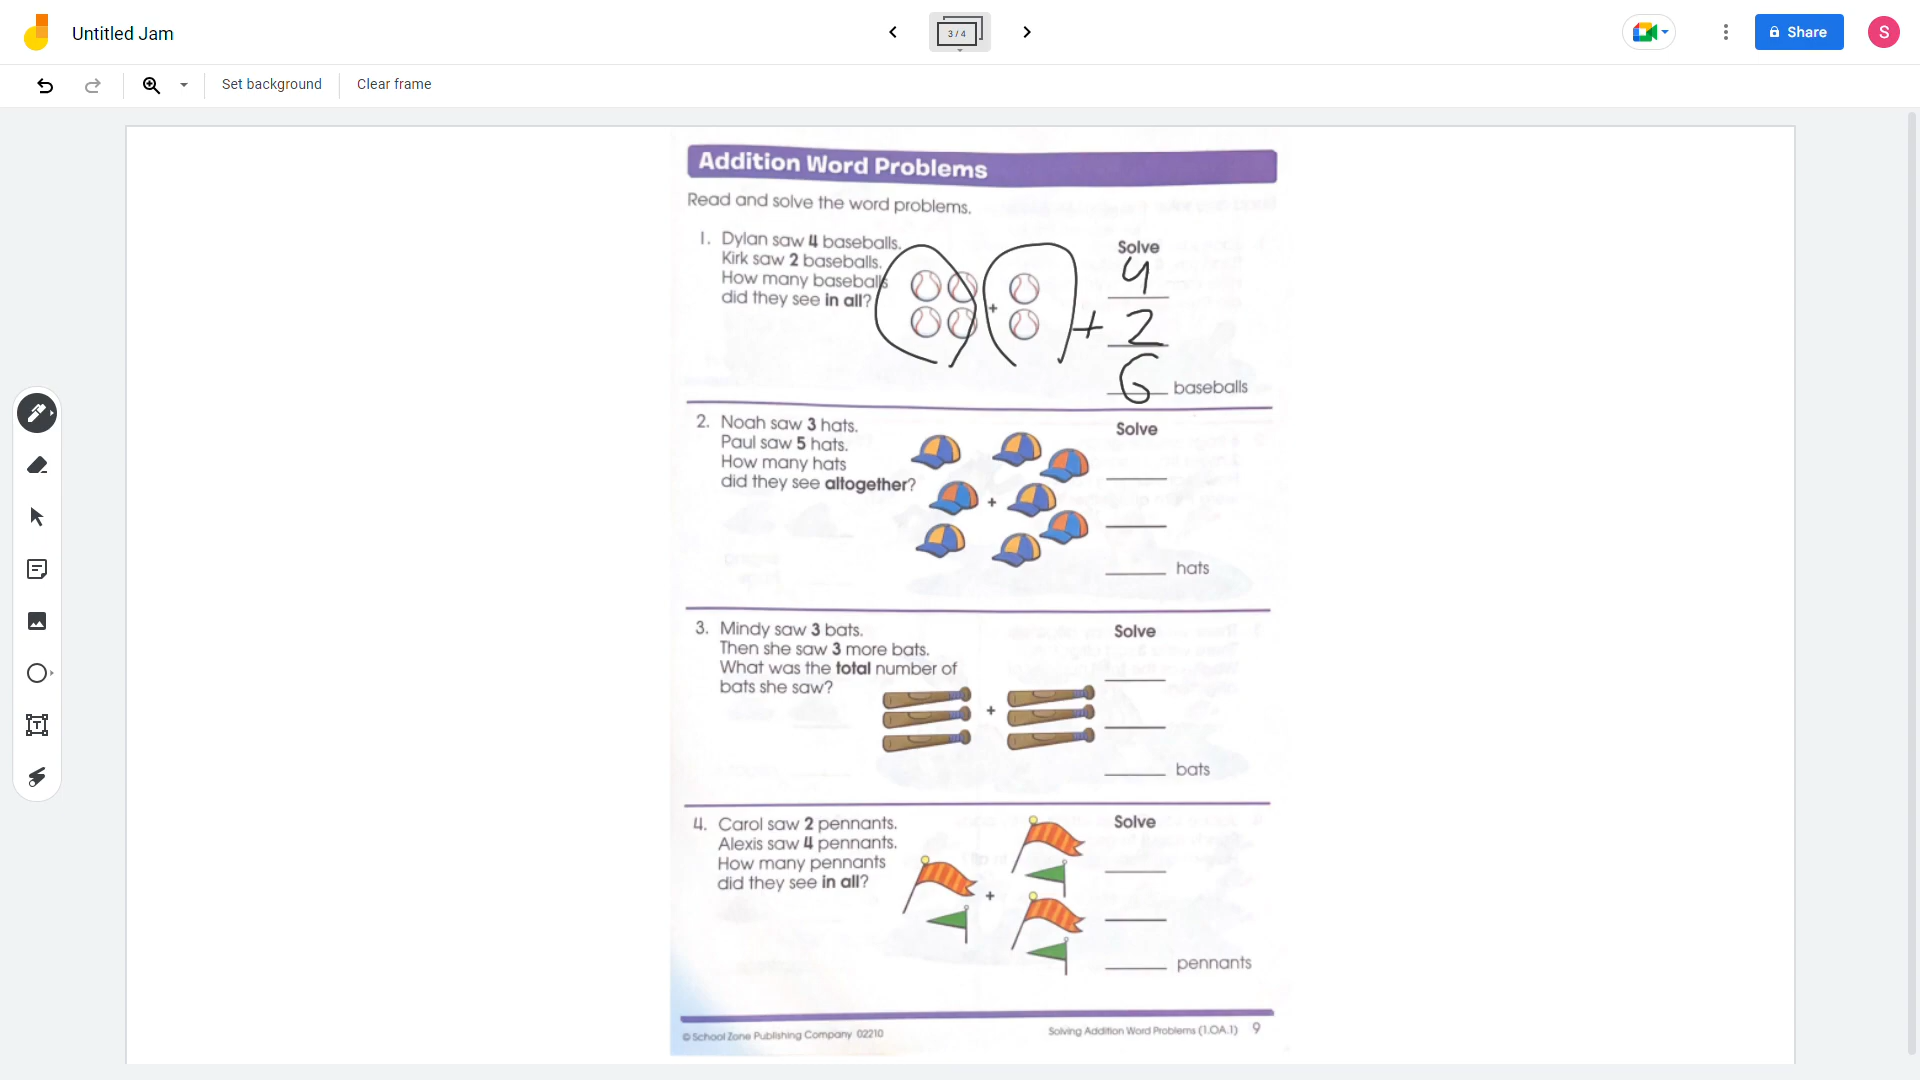 Untitled Jam
3 / 4
Share
S
Set background
Clear frame
Addition Word Problems
Read and solve the word problems.
1. Dylan saw 4 baseballs.
Kirk saw 2 baseballs.
How many baseballs
did they see in all?
+
Solve
4
+ 2
6 baseballs
2. Noah saw 3 hats.
Paul saw 5 hats.
How many hats
did they see altogether?
+
Solve
hats
3. Mindy saw 3 bats.
Then she saw 3 more bats.
What was the total number of
bats she saw?
+
Solve
bats
4. Carol saw 2 pennants.
Alexis saw 4 pennants.
How many pennants
did they see in all?
+
Solve
pennants
© School Zone Publishing Company 02210
Solving Addition Word Problems (1.OA.1) 9